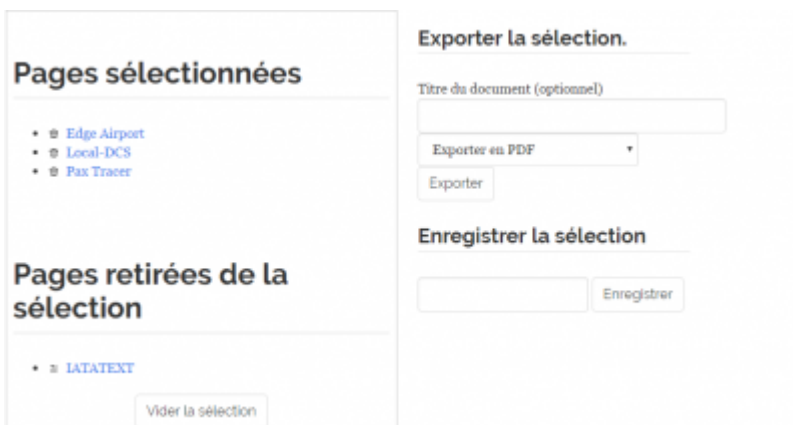 Pages sélectionnées
Edge Airport
Local-DCS
Pax Tracer
Pages retirées de la
sélection
IATATEXT
Vider la sélection
Exporter la sélection.
Titre du document (optionnel)
Exporter en PDF
Exporter
Enregistrer la sélection
Enregistrer